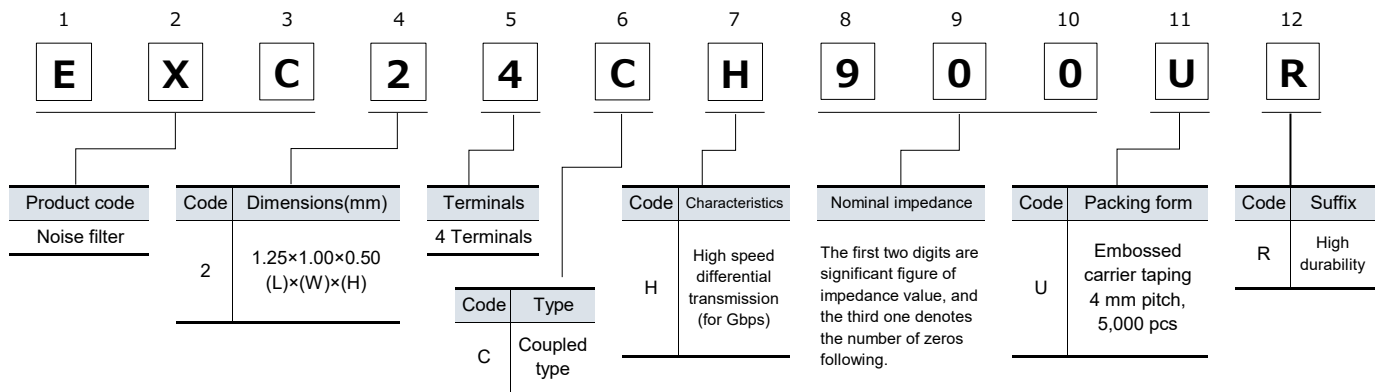 1 2 3 4 5 6 7 8 9 10 11 12
E X C 2 4 C H 9 0 0 U R
Product code
Noise filter
Code Dimensions(mm)
2
1.25×1.00×0.50
(L)×(W)×(H)
Terminals
4 Terminals
Code Type
C
Coupled
type
Code Characteristics
H
High speed
differential
transmission
(for Gbps)
Nominal impedance
The first two digits are
significant figure of
impedance value, and
the third one denotes
the number of zeros
following.
Code Packing form
U
Embossed
carrier taping
4 mm pitch,
5,000 pcs
Code Suffix
R
High
durability